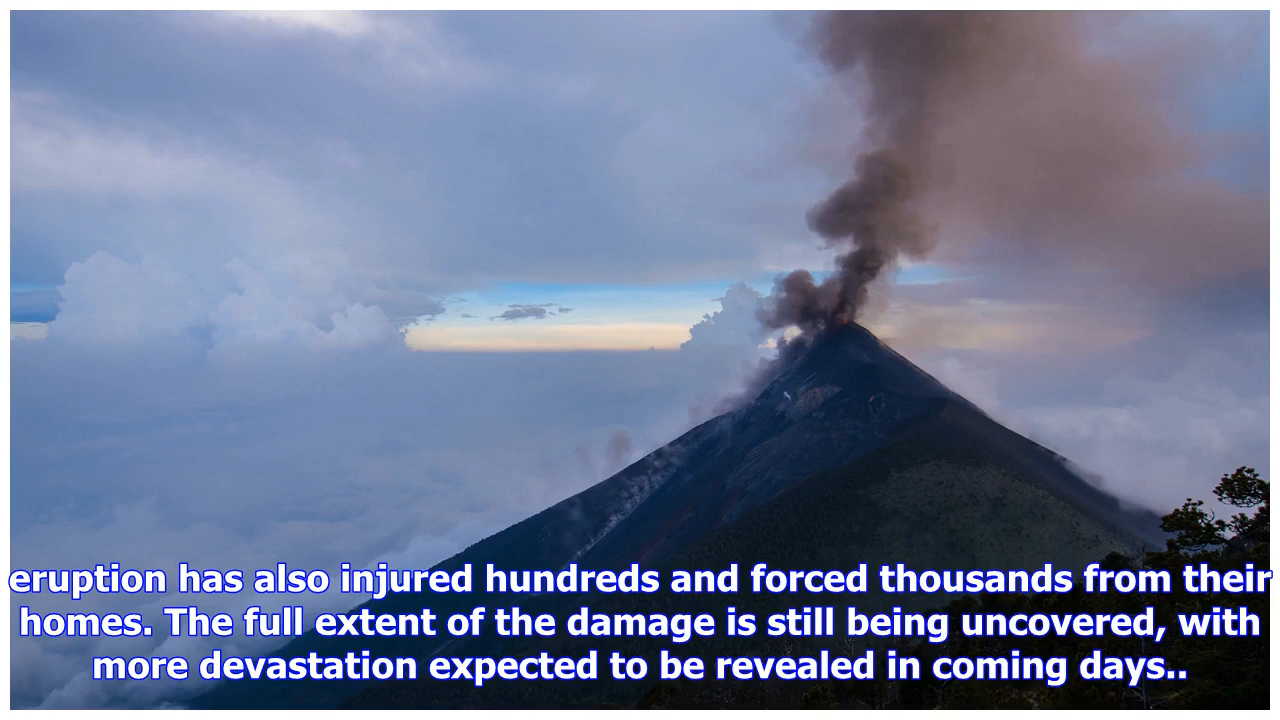 eruption has also injured hundreds and forced thousands from their
homes. The full extent of the damage is still being uncovered, with
more devastation expected to be revealed in coming days..